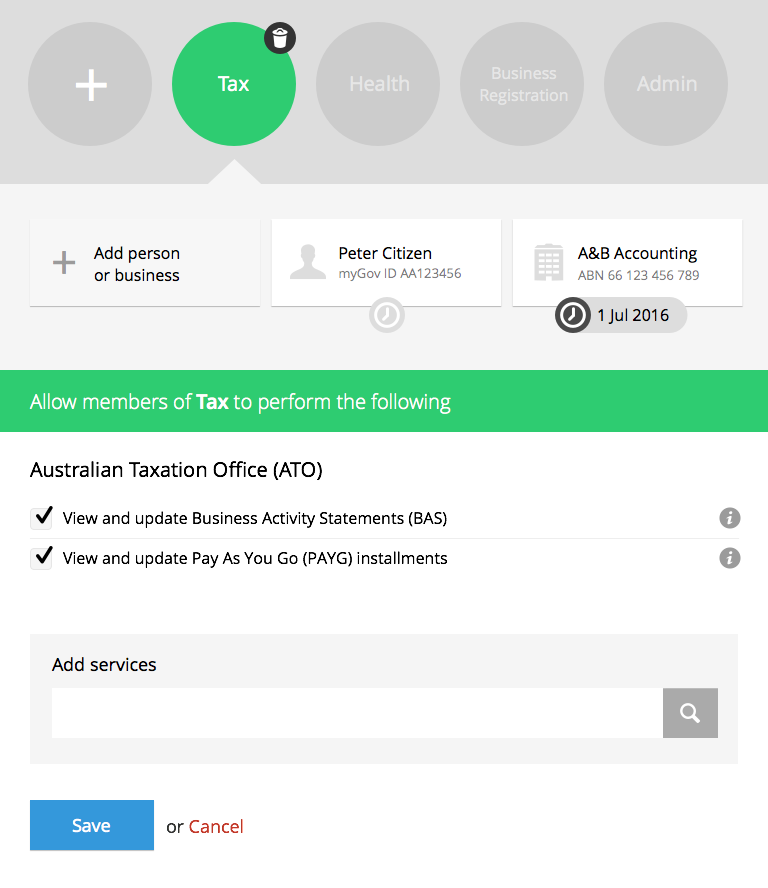 Tax
Health
Business
Registration
Admin
Add person
or business
Peter Citizen
myGov ID AA123456
A&B Accounting
ABN 66 123 456 789
1 Jul 2016
Allow members of Tax to perform the following
Australian Taxation Office (ATO)
View and update Business Activity Statements (BAS)
View and update Pay As You Go (PAYG) installments
Add services
Save or Cancel